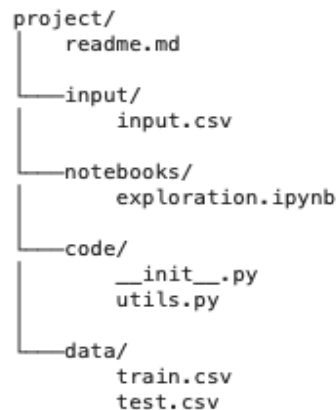 project/
readme.md
input/
input.csv
notebooks/
exploration.ipynb
code/
__init__.py
utils.py
data/
train.csv
test.csv